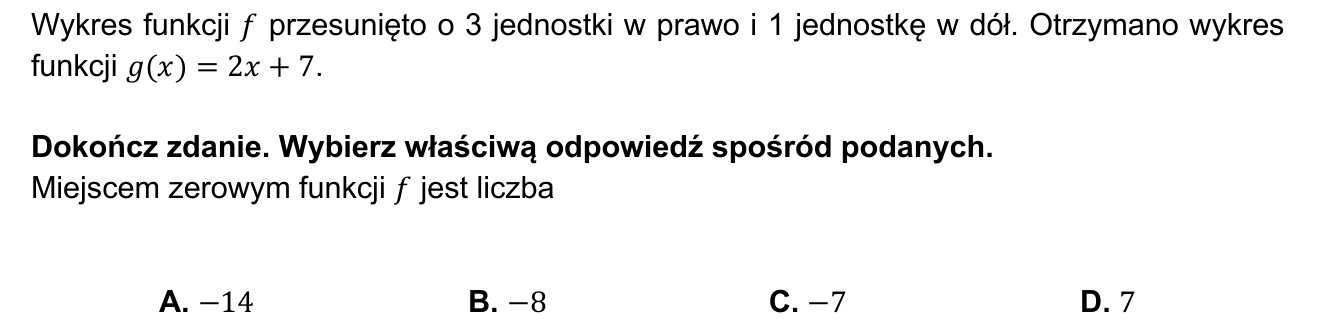 Wykres funkcji f przesunięto o 3 jednostki w prawo i 1 jednostkę w dół. Otrzymano wykres
funkcji g(x) = 2x + 7.
Dokończ zdanie. Wybierz właściwą odpowiedź spośród podanych.
Miejscem zerowym funkcji f jest liczba
A. −14 B. −8 C. −7 D. 7